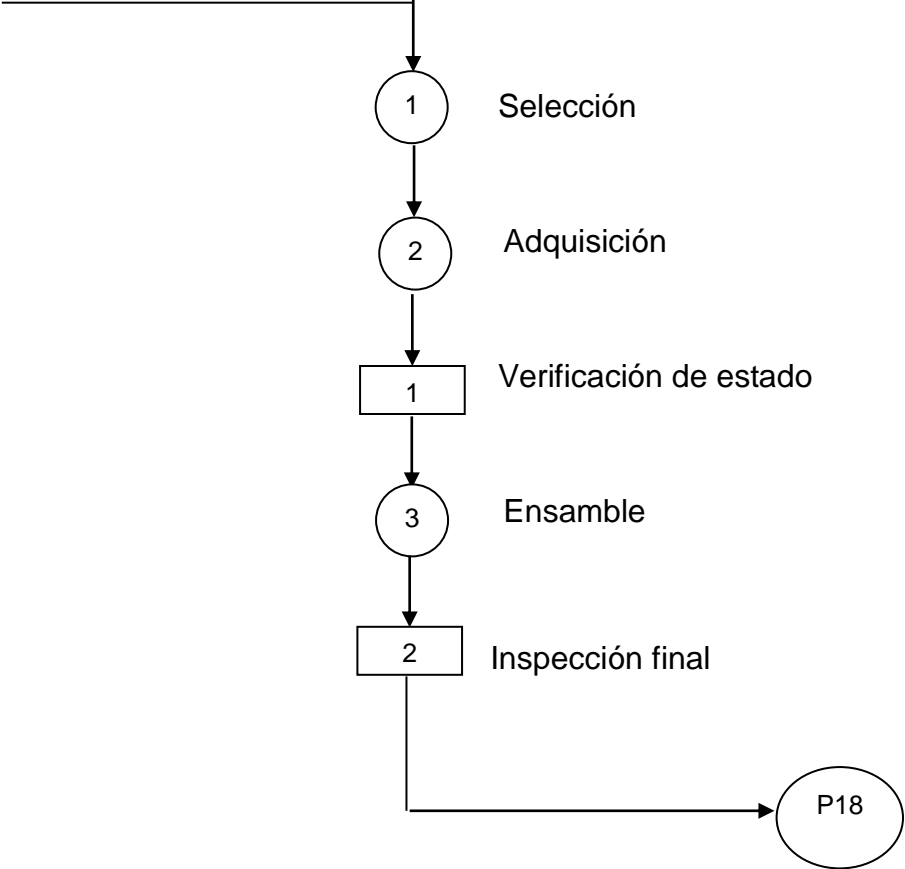 1 Selección
2 Adquisición
1 Verificación de estado
3 Ensamble
2 Inspección final
P18